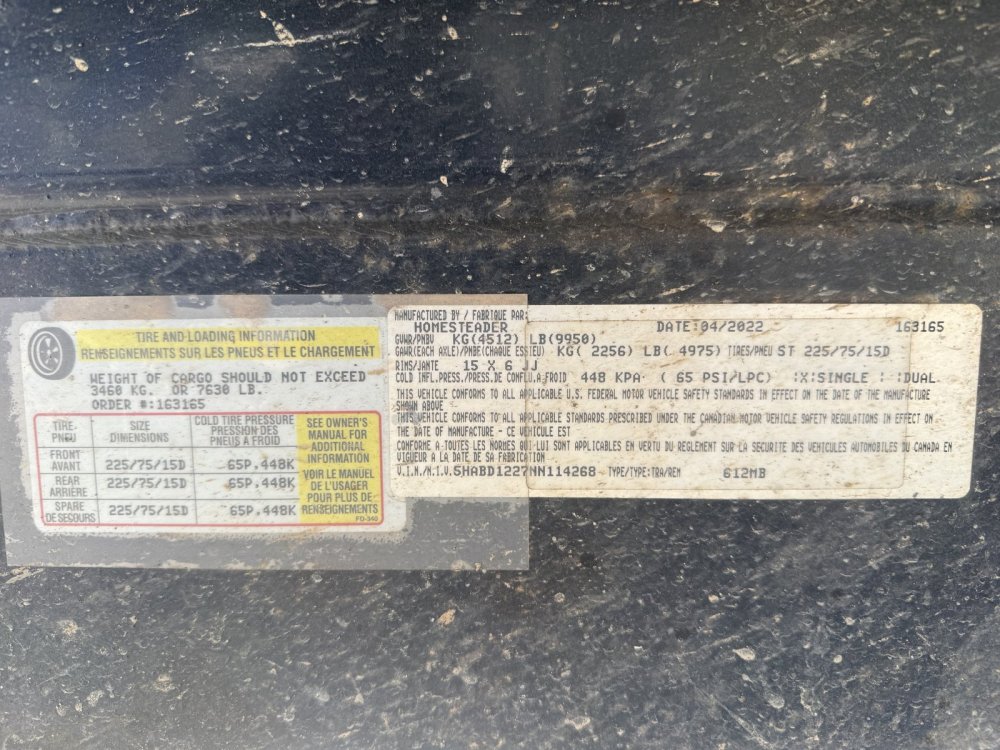 TIRE AND LOADING INFORMATION
RENSEIGNEMENTS SUR LES PNEUS ET LE CHARGEMENT
WEIGHT OF CARGO SHOULD NOT EXCEED
3460 KG. OR 7630 LB.
ORDER #:163165
TIRE PNEU SIZE DIMENSIONS COLD TIRE PRESSURE PRESSION DES PNEUS A FROID
FRONT AVANT 225/75/15D 65P.448K
REAR ARRIÈRE 225/75/15D 65P.448K
SPARE DE SECOURS 225/75/15D 65P.448K
SEE OWNER'S
MANUAL FOR
ADDITIONAL
INFORMATION
VOIR LE MANUEL
DE L'USAGER
POUR PLUS DE
RENSEIGNEMENTS
FD-340
MANUFACTURED BY / FABRIQUE PAR:
HOMESTEADER DATE:04/2022 163165
GVWR/PNBV KG(4512) LB(9950)
GAWR(EACH AXLE)/PNBE(CHAQUE ESSIEU) KG( 2256) LB( 4975) TIRES/PNEU ST 225/75/15D
RIMS/JANTE 15 X 6 JJ
COLD INFL.PRESS./PRESS.DE CONFLU.A FROID 448 KPA ( 65 PSI/LPC) :X:SINGLE : :DUAL
THIS VEHICLE CONFORMS TO ALL APPLICABLE U.S. FEDERAL MOTOR VEHICLE SAFETY STANDARDS IN EFFECT ON THE DATE OF THE MANUFACTURE
SHOWN ABOVE
THIS VEHICLE CONFORMS TO ALL APPLICABLE STANDARDS PRESCRIBED UNDER THE CANADIAN MOTOR VEHICLE SAFETY REGULATIONS IN EFFECT ON
THE DATE OF MANUFACTURE - CE VEHICULE EST
CONFORME A TOUTES LES NORMES QUI LUI SONT APPLICABLES EN VERTU DU REGLEMENT SUR LA SECURITE DES VEHICULES AUTOMOBILES DU CANADA EN
VIGUEUR A LA DATE DE SA FABRICATION
V.I.N./N.I.V.5HABD1227NN114268 TYPE/TYPE:TRA/REM 612MB